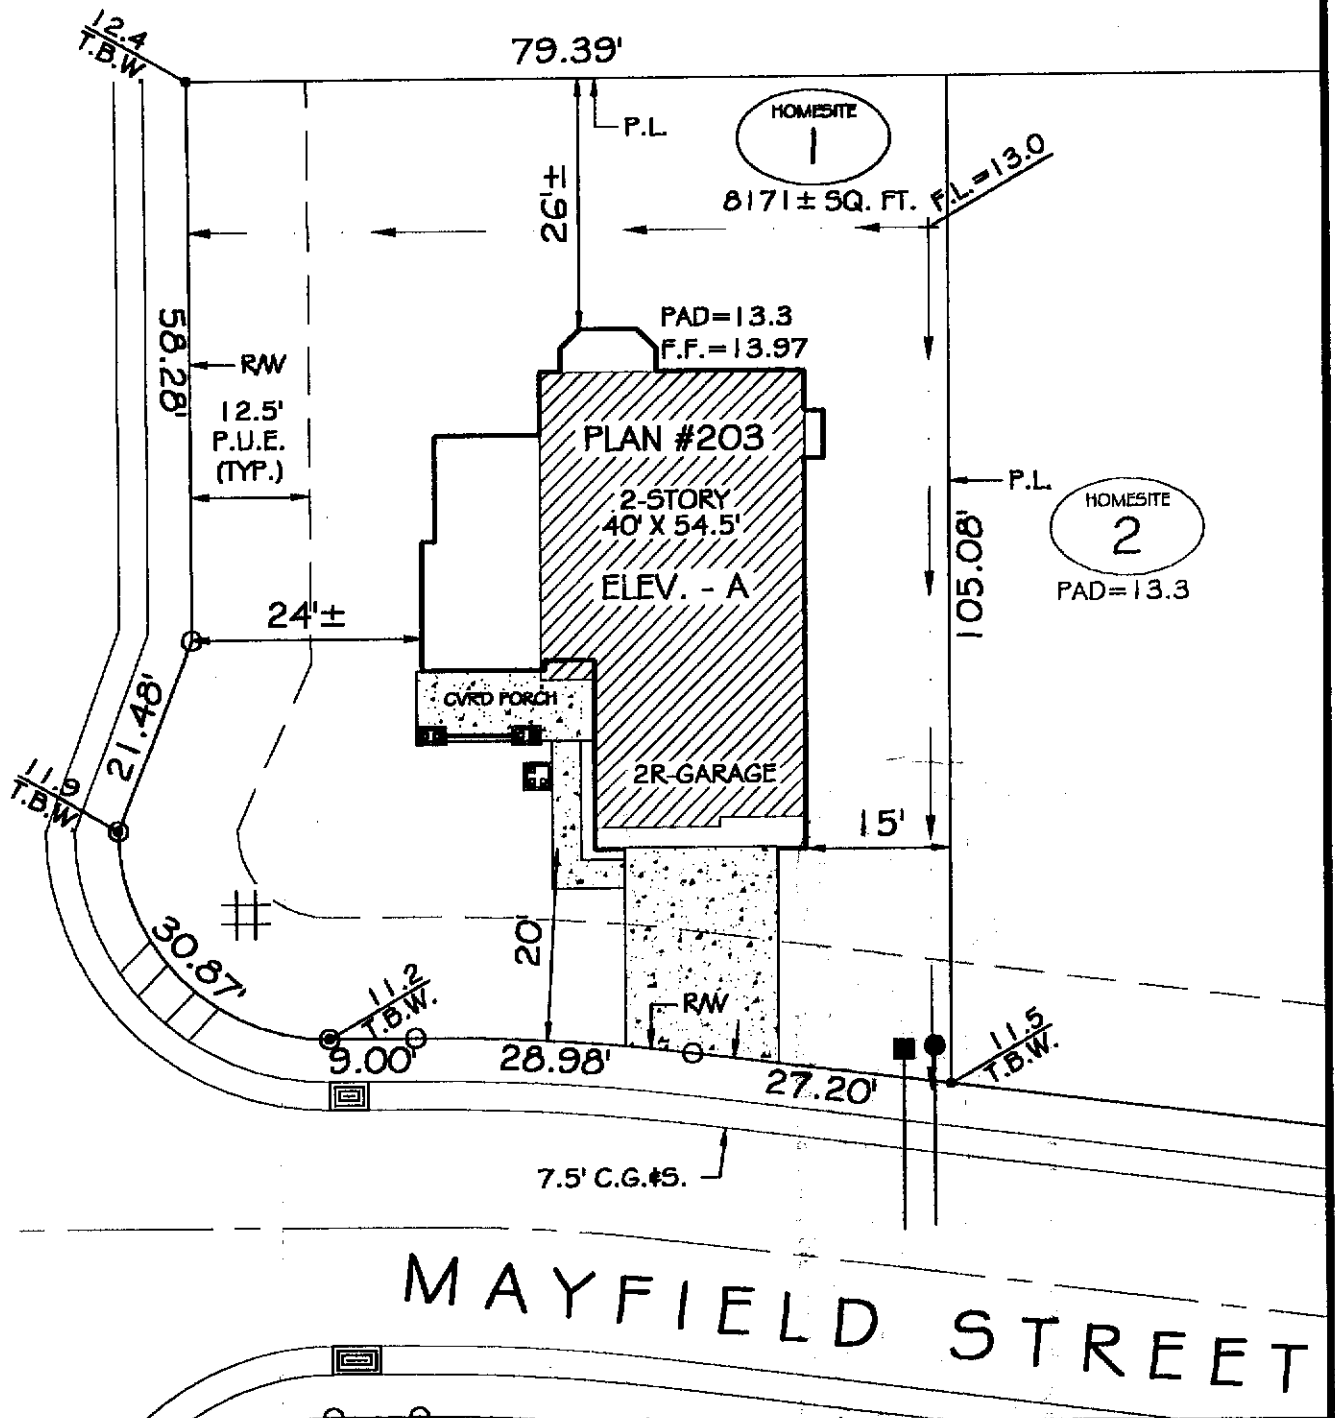 12.4
T.B.W.
79.39'
P.L.
HOMESITE
1
8171± SQ. FT.
F.L.=13.0
26'±
58.28'
R/W
12.5'
P.U.E.
(TYP.)
PAD=13.3
F.F.=13.97
PLAN #203
2-STORY
40' X 54.5'
ELEV. - A
P.L.
HOMESITE
2
PAD=13.3
105.08'
24'±
21.48'
CVRD PORCH
11.9
T.B.W.
2R-GARAGE
15'
20'
30.87'
11.2
T.B.W.
R/W
11.5
T.B.W.
9.00'
28.98'
27.20'
7.5' C.G.&S.
MAYFIELD STREET